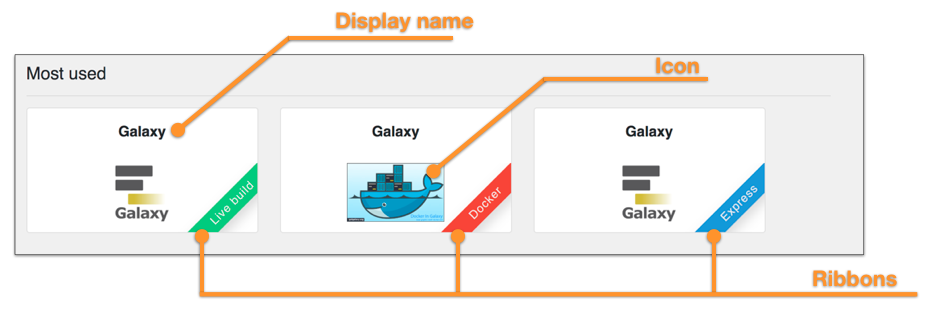 Display name
Icon
Most used
Galaxy
Galaxy
Galaxy
Galaxy
Live build
Docker
Galaxy
Express
Ribbons